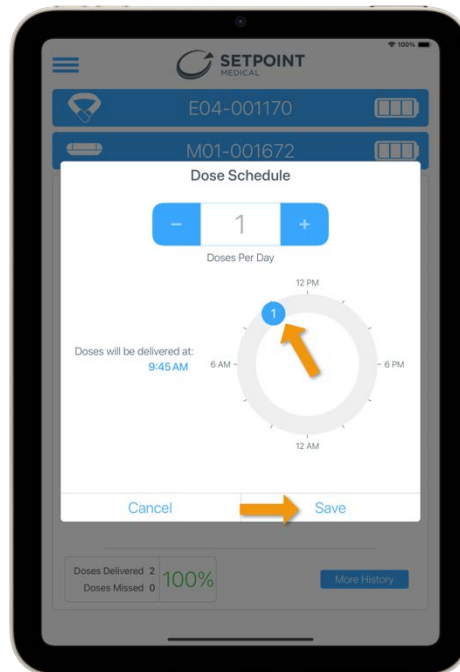 100%
SETPOINT
MEDICAL
E04-001170
M01-001672
Dose Schedule
− 1 +
Doses Per Day
12 PM
1
Doses will be delivered at:
9:45 AM
6 AM
6 PM
12 AM
Cancel Save
Doses Delivered 2
Doses Missed 0
100%
More History